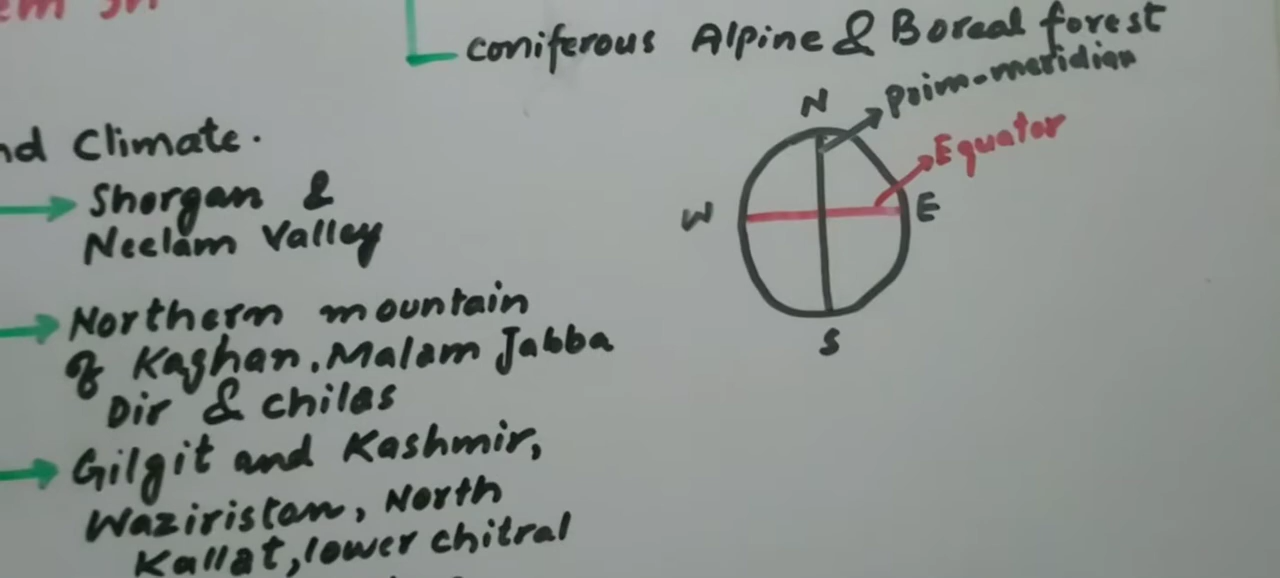 coniferous Alpine & Boreal forest
nd Climate.
Shorgan &
Neelam Valley
Northern mountain
of Kaghan, Malam Jabba
Dir & chilas
Gilgit and Kashmir,
Waziristan, North
Kallat, lower chitral
N
Prim-meridian
Equator
W
E
S